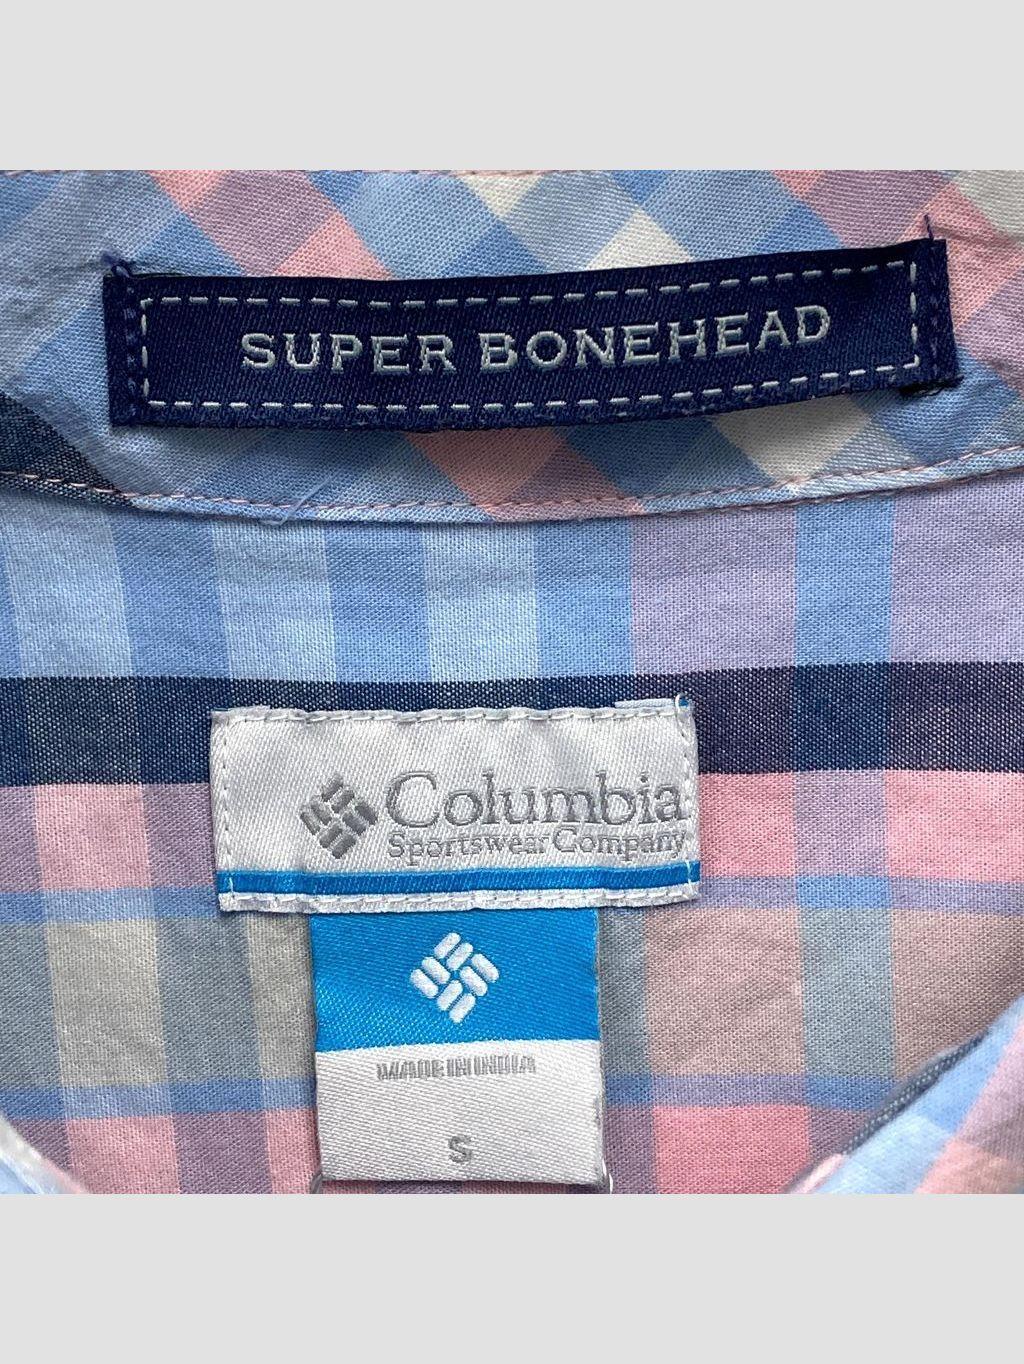 SUPER BONEHEAD
Columbia
Sportswear Company
MADE IN INDIA
S